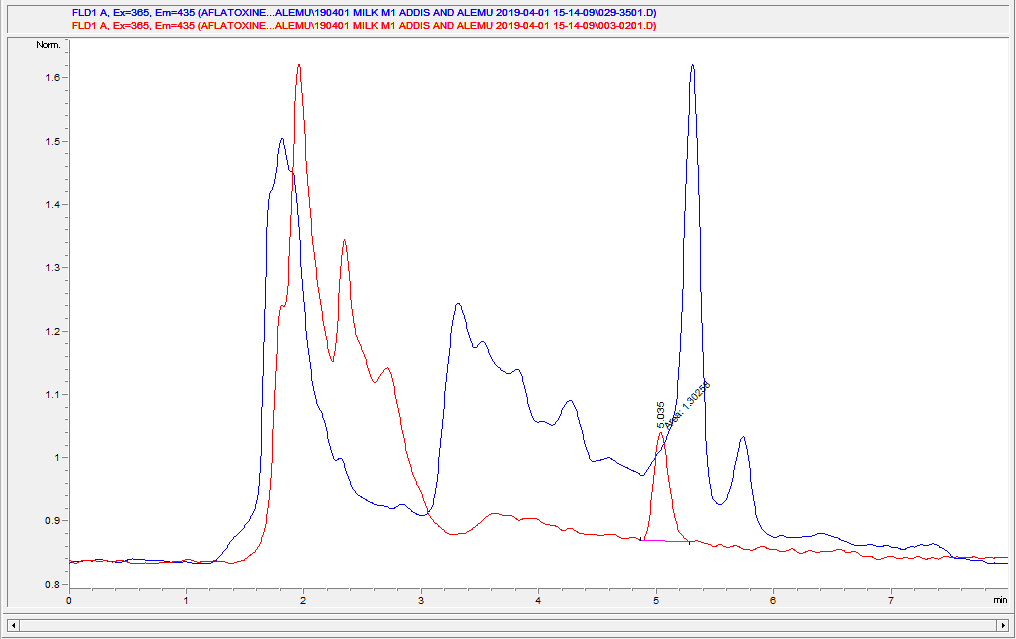 FLD1 A, Ex=365, Em=435 (AFLATOXINE...ALEMU\190401 MILK M1 ADDIS AND ALEMU 2019-04-01 15-14-09\029-3501.D)
FLD1 A, Ex=365, Em=435 (AFLATOXINE...ALEMU\190401 MILK M1 ADDIS AND ALEMU 2019-04-01 15-14-09\003-0201.D)
Norm.
1.6
1.5
1.4
1.3
1.2
1.1
1
0.9
0.8
5.035
Area: 1.30258
0 1 2 3 4 5 6 7 min